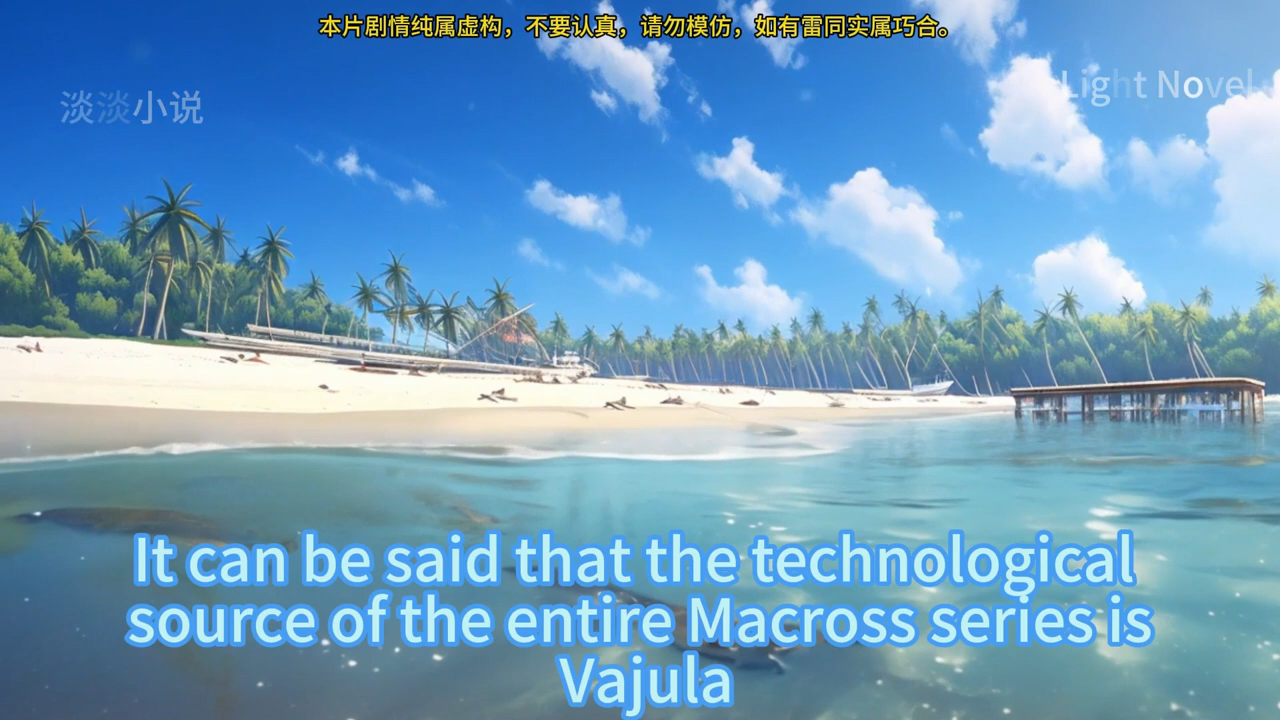 本片剧情纯属虚构，不要认真，请勿模仿，如有雷同实属巧合。
淡淡小说
Light Novel
It can be said that the technological
source of the entire Macross series is
Vajula